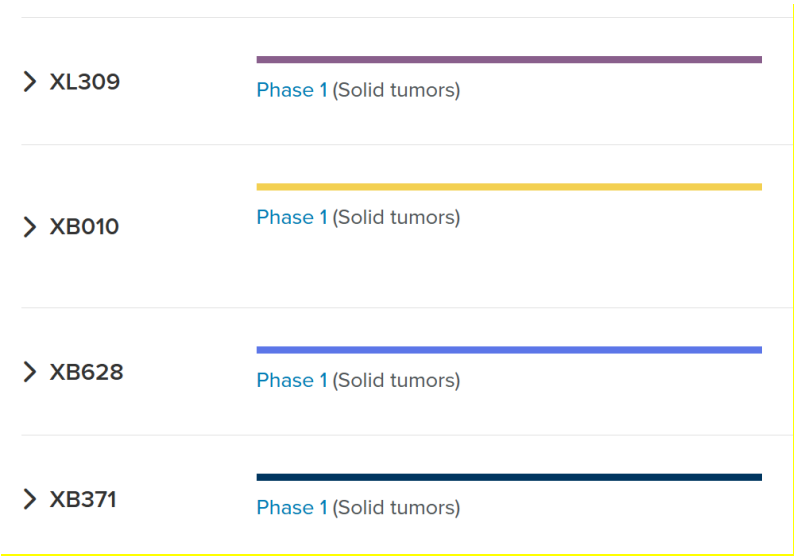 XL309
Phase 1 (Solid tumors)
XB010
Phase 1 (Solid tumors)
XB628
Phase 1 (Solid tumors)
XB371
Phase 1 (Solid tumors)